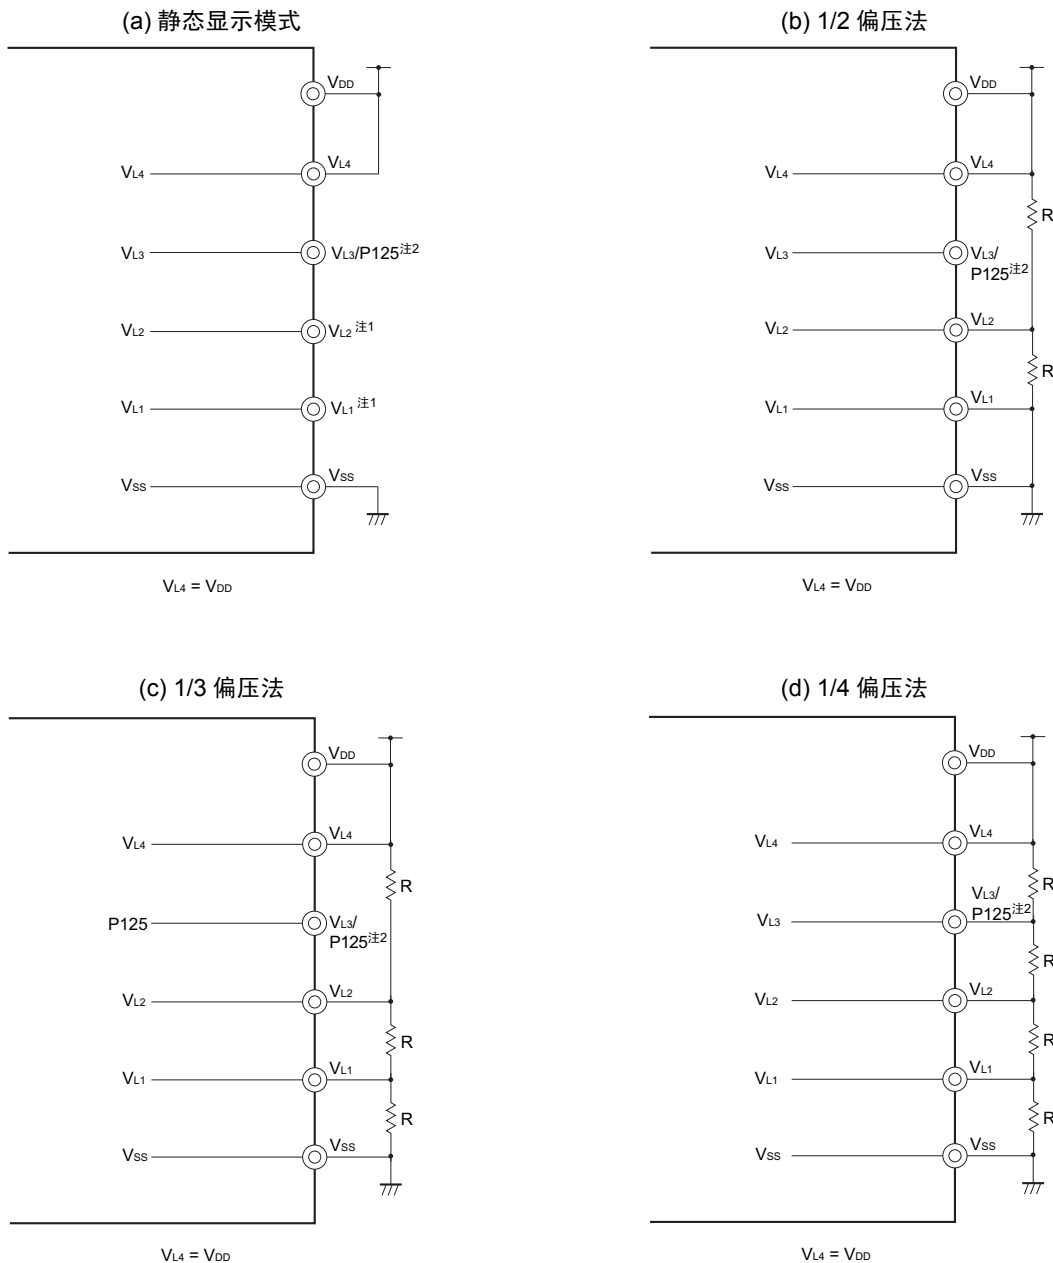 (a) 静态显示模式
VDD
VL4 VL4
VL3 VL3/P125注2
VL2 VL2 注1
VL1 VL1 注1
VSS VSS
VL4 = VDD
(b) 1/2 偏压法
VDD
VL4 VL4
R
VL3 VL3/
P125注2
VL2 VL2
R
VL1 VL1
VSS VSS
VL4 = VDD
(c) 1/3 偏压法
VDD
VL4 VL4
R
P125 VL3/
P125注2
VL2 VL2
R
VL1 VL1
R
VSS VSS
VL4 = VDD
(d) 1/4 偏压法
VDD
VL4 VL4
R
VL3/
VL3 P125注2
R
VL2 VL2
R
VL1 VL1
R
VSS VSS
VL4 = VDD